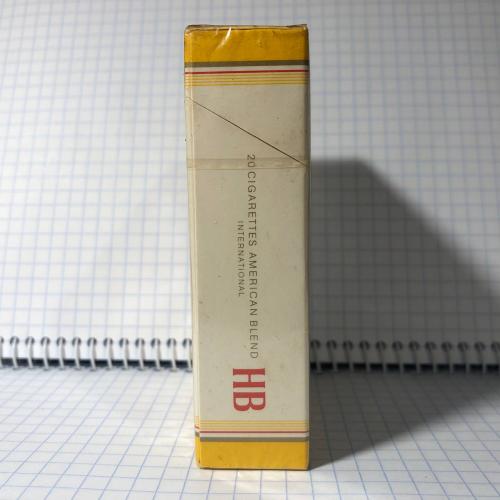 20 CIGARETTES AMERICAN BLEND
INTERNATIONAL
HB